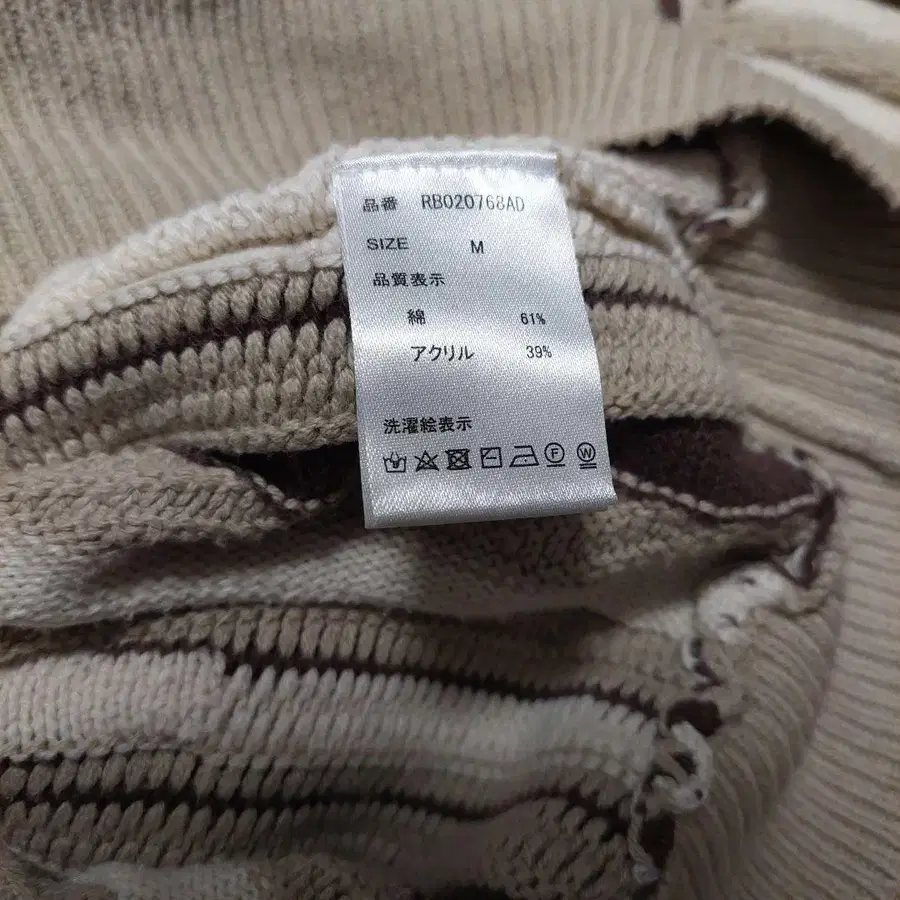 品番 RB020768AD
SIZE M
品質表示
綿 61%
アクリル 39%
洗濯絵表示
F W